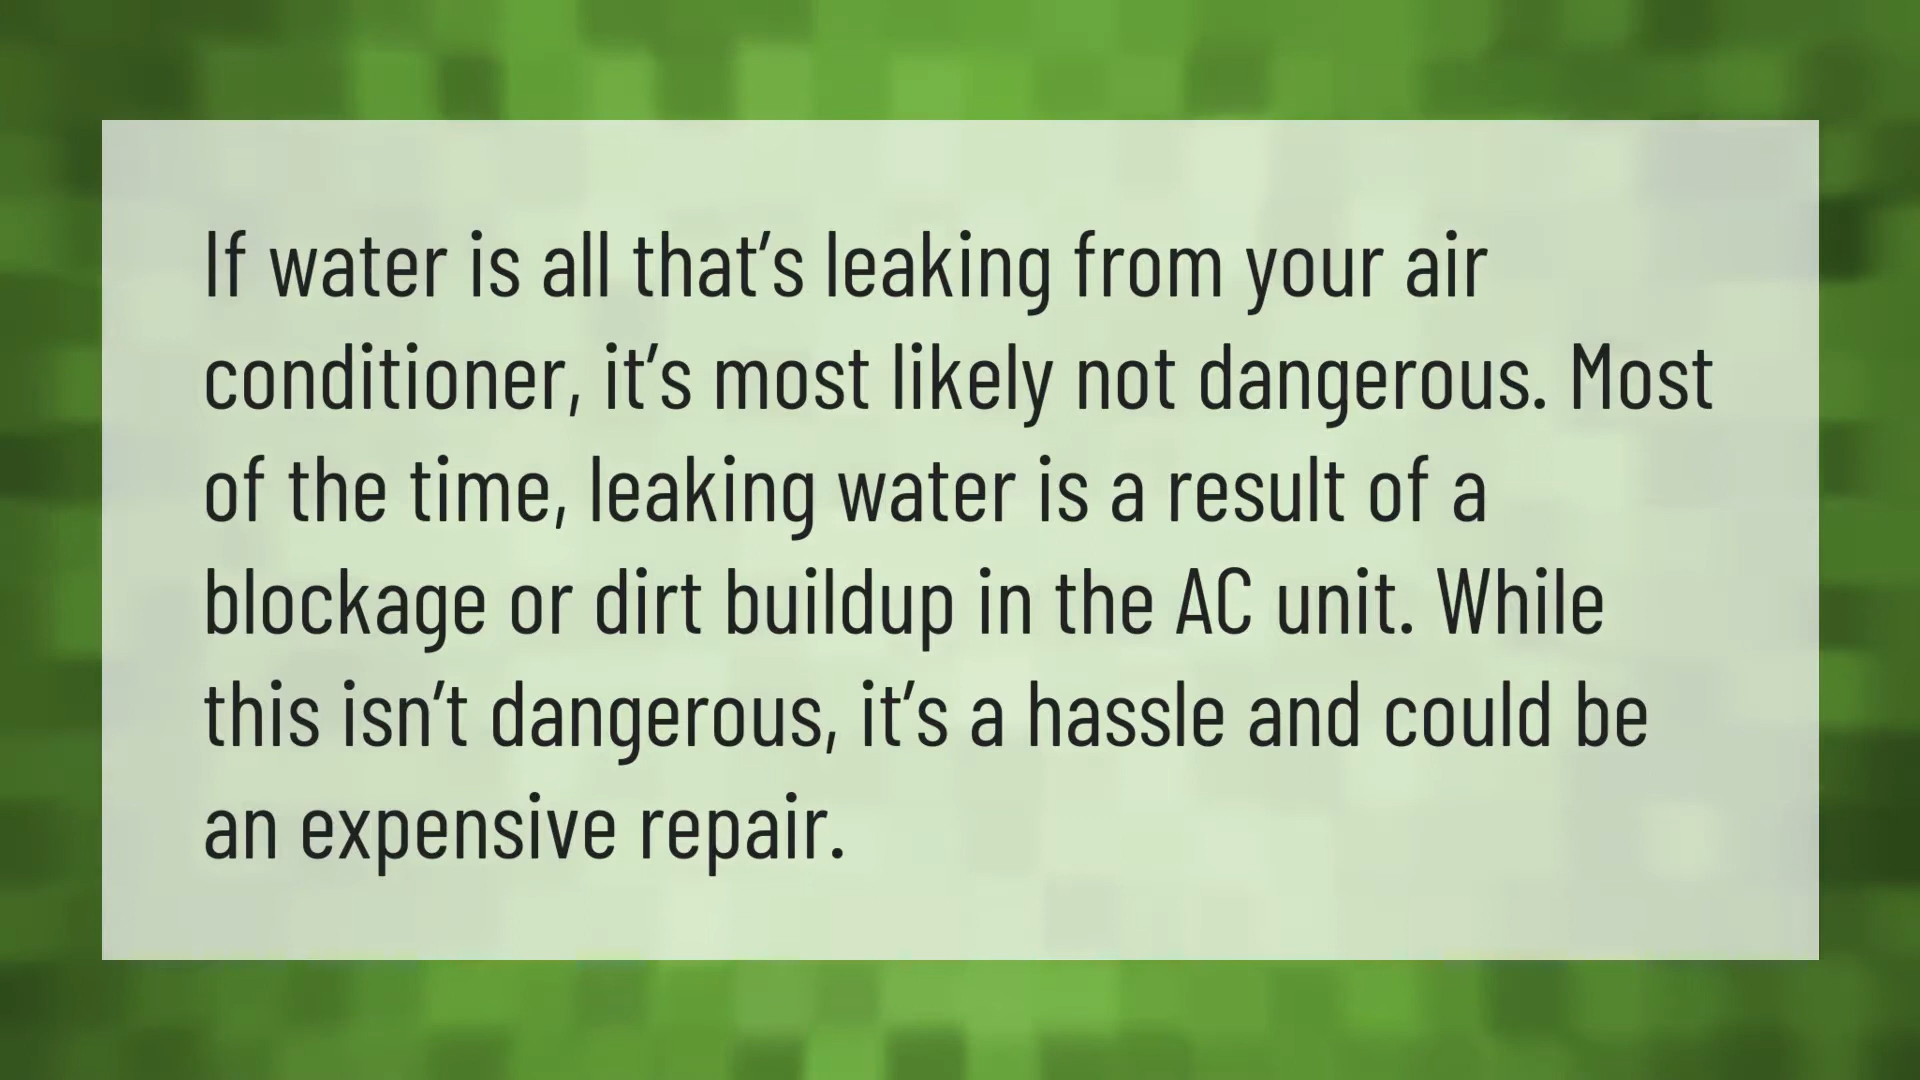 If water is all that’s leaking from your air
conditioner, it’s most likely not dangerous. Most
of the time, leaking water is a result of a
blockage or dirt buildup in the AC unit. While
this isn’t dangerous, it’s a hassle and could be
an expensive repair.